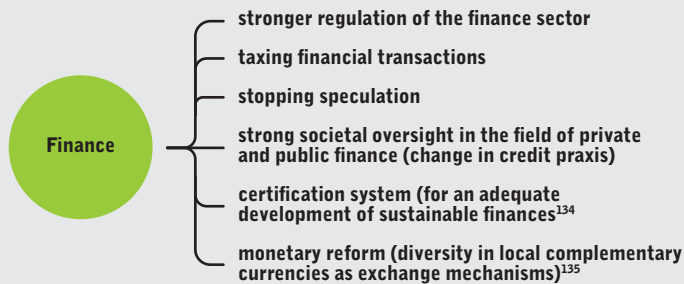 stronger regulation of the finance sector
taxing financial transactions
stopping speculation
Finance
strong societal oversight in the field of private
and public finance (change in credit praxis)
certification system (for an adequate
development of sustainable finances¹³⁴
monetary reform (diversity in local complementary
currencies as exchange mechanisms)¹³⁵